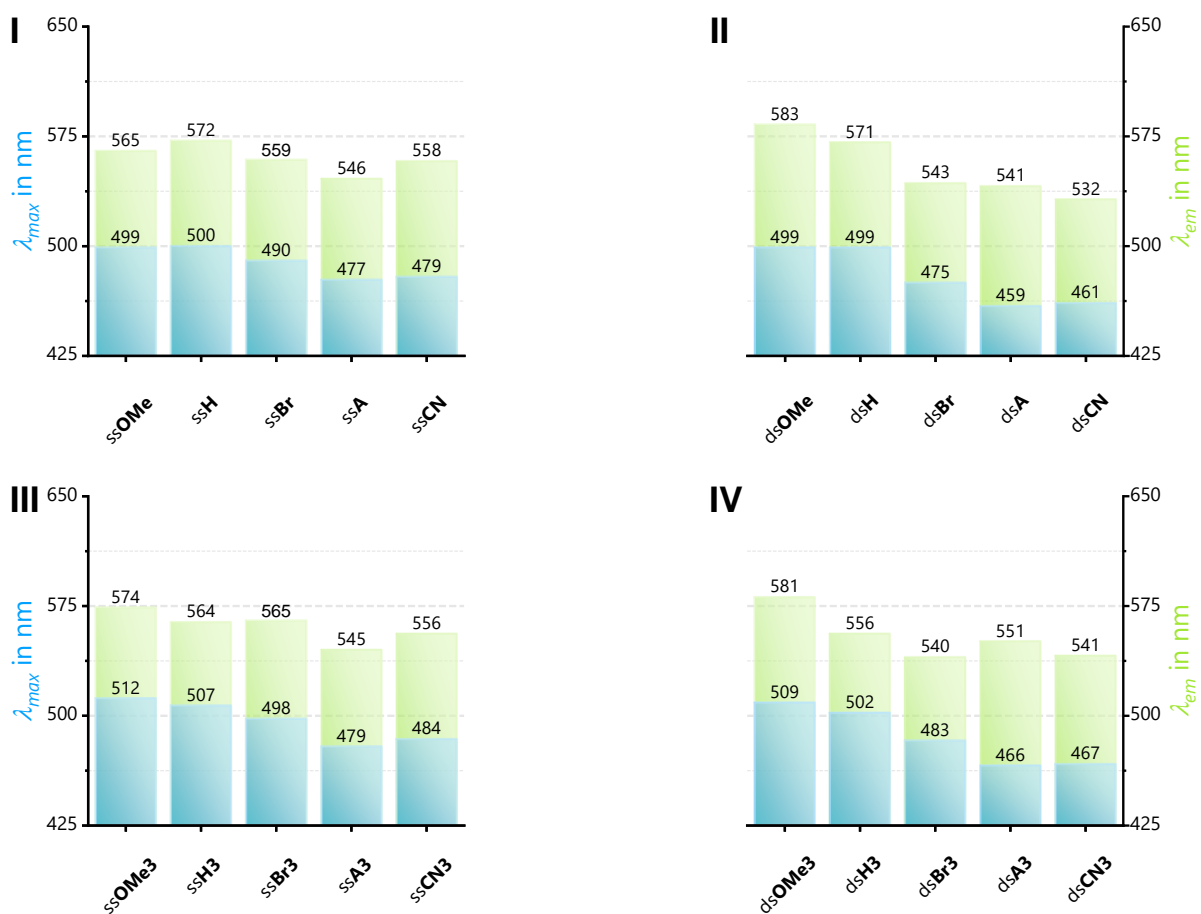 I
650
575
500
425
λmax in nm
565
572
559
546
558
499
500
490
477
479
ssOMe
ssH
ssBr
ssA
ssCN
II
650
575
500
425
λem in nm
583
571
543
541
532
499
499
475
459
461
dsOMe
dsH
dsBr
dsA
dsCN
III
650
575
500
425
λmax in nm
574
564
565
545
556
512
507
498
479
484
ssOMe3
ssH3
ssBr3
ssA3
ssCN3
IV
650
575
500
425
λem in nm
581
556
540
551
541
509
502
483
466
467
dsOMe3
dsH3
dsBr3
dsA3
dsCN3